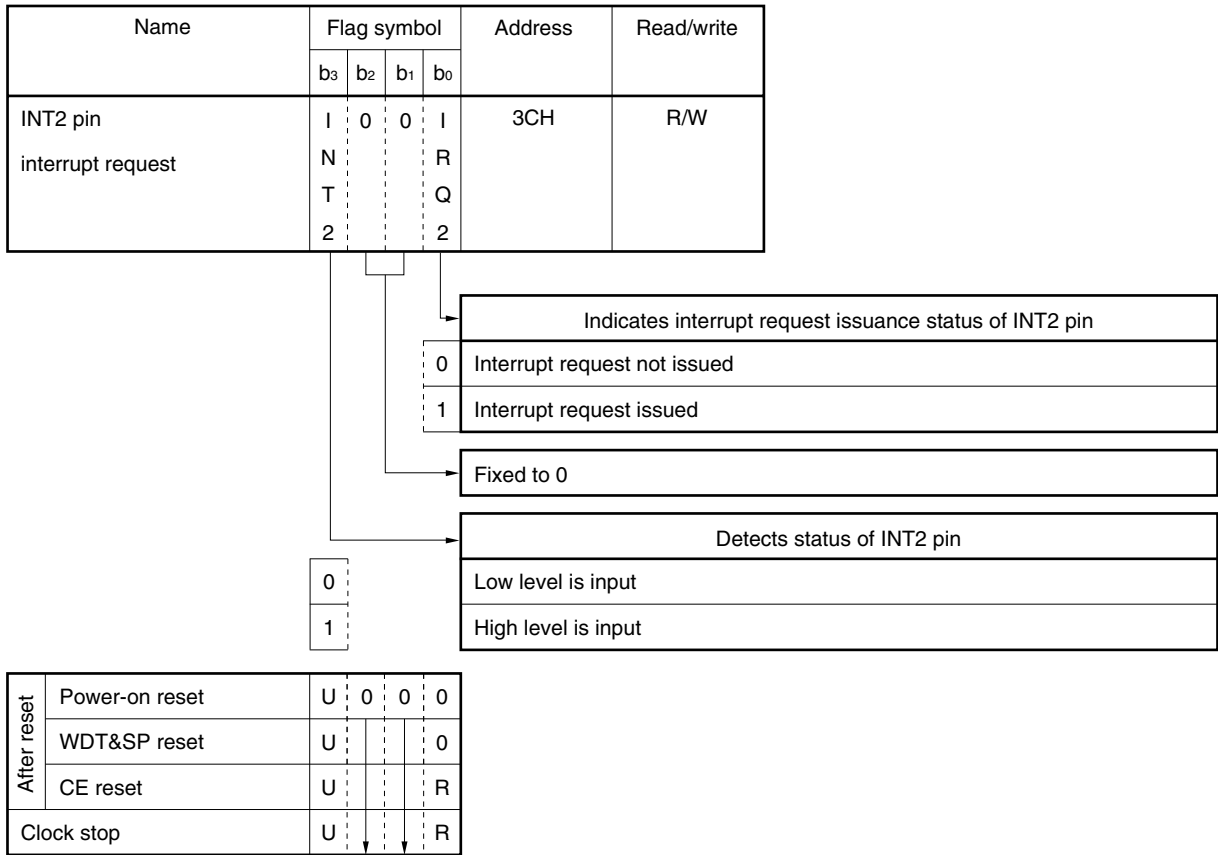 Name Flag symbol Address Read/write
b3 b2 b1 b0
INT2 pin I 0 0 I 3CH R/W
interrupt request N R
T Q
2 2
Indicates interrupt request issuance status of INT2 pin
0 Interrupt request not issued
1 Interrupt request issued
Fixed to 0
Detects status of INT2 pin
0 Low level is input
1 High level is input
After reset
Power-on reset U 0 0 0
WDT&SP reset U 0
CE reset U R
Clock stop U R